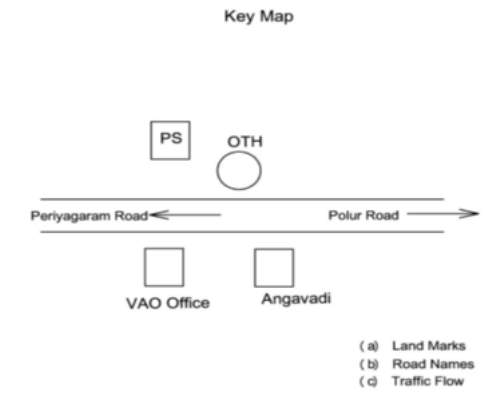 Key Map
PS
OTH
Periyagaram Road
Polur Road
VAO Office
Angavadi
(a) Land Marks
(b) Road Names
(c) Traffic Flow